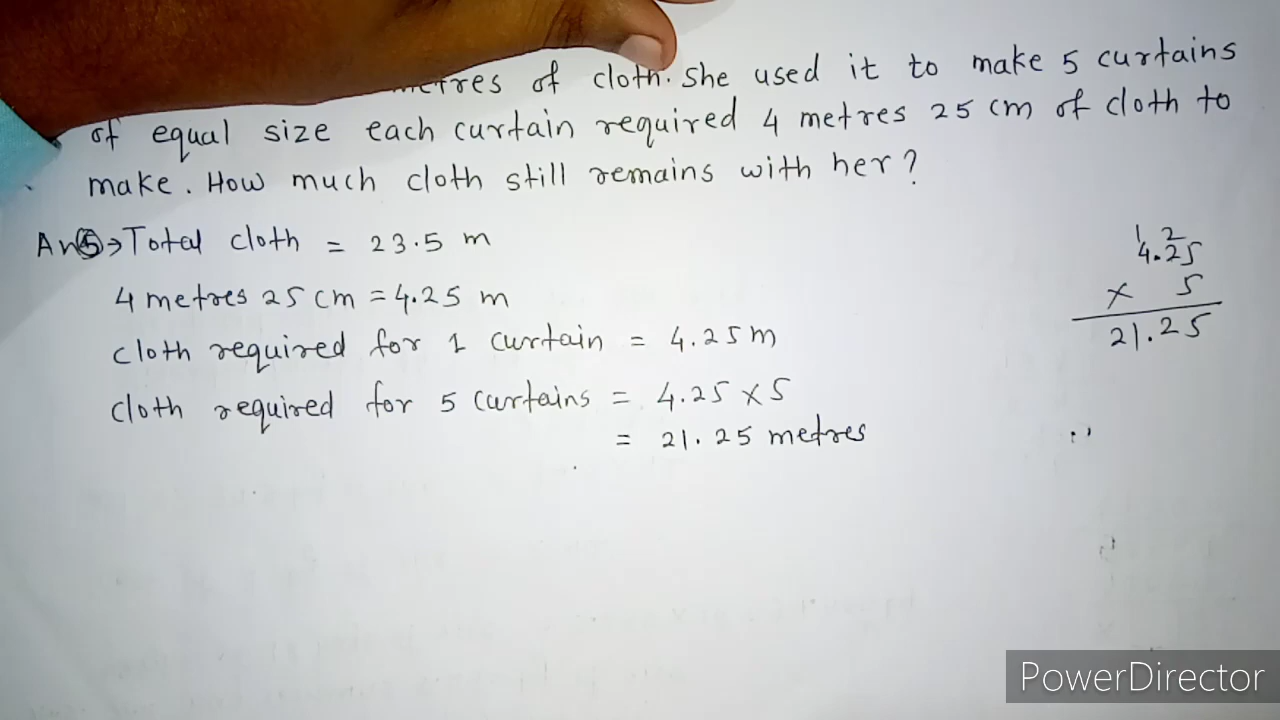 of cloth. She used it to make 5 curtains
of equal size each curtain required 4 metres 25 cm of cloth to
make. How much cloth still remains with her?
Ans⑤→ Total cloth = 23.5 m
4 metres 25 cm = 4.25 m
cloth required for 1 curtain = 4.25 m
cloth required for 5 curtains = 4.25 × 5
= 21.25 metres
1 2
4.25
× 5
21.25
PowerDirector